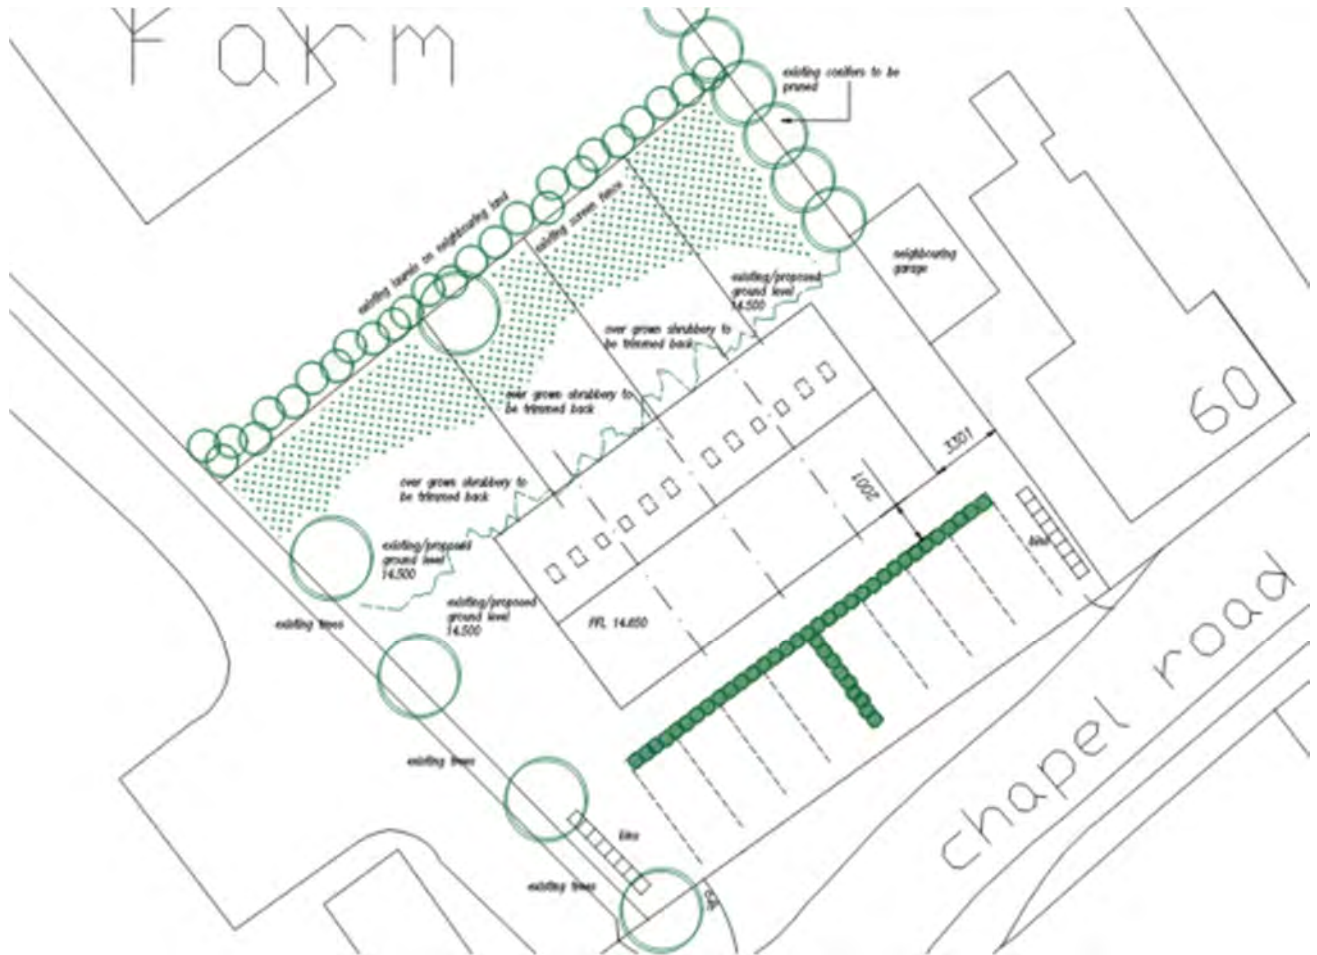 Farm
existing conifers to be
pruned
existing laurels on neighbouring land
existing screen fence
neighbouring
garage
existing/proposed
ground level
14.500
over grown shrubbery to
be trimmed back
over grown shrubbery to
be trimmed back
over grown shrubbery to
be trimmed back
60
3301
2001
bins
existing/proposed
ground level
14.500
existing/proposed
ground level
14.500
existing trees
FFL 14.650
chapel road
existing trees
bins
existing trees